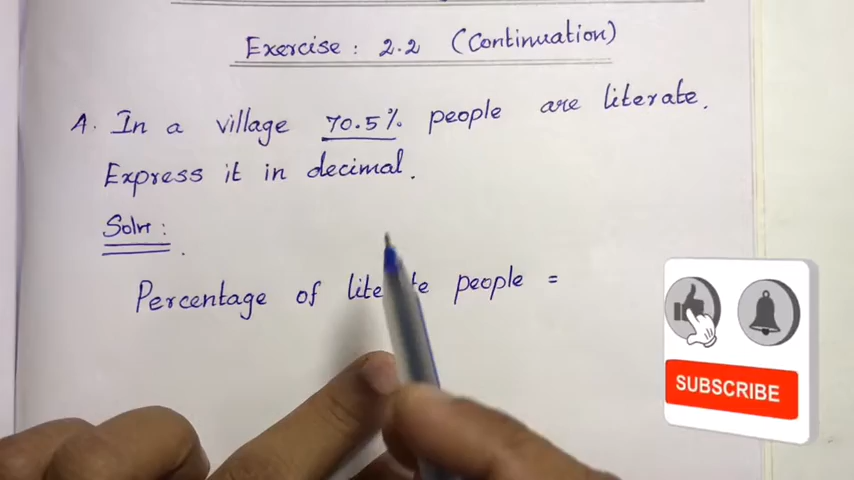 Exercise : 2.2 (Continuation)
4. In a village 70.5% people are literate.
Express it in decimal.
Soln :
Percentage of literate people =
SUBSCRIBE